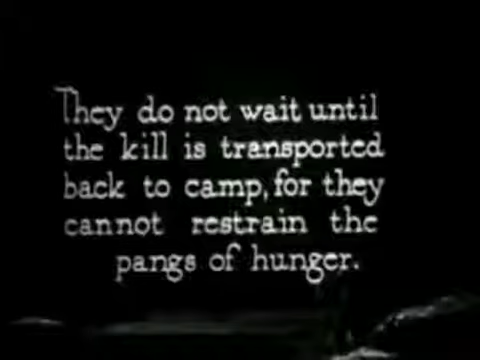 They do not wait until
the kill is transported
back to camp, for they
cannot restrain the
pangs of hunger.